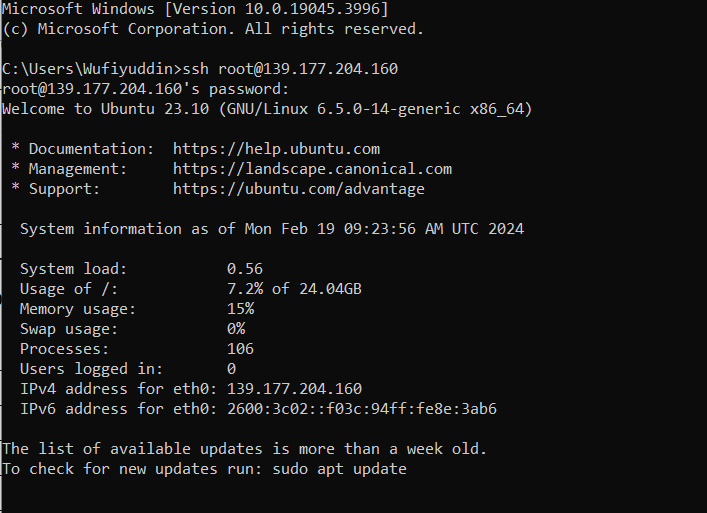 Microsoft Windows [Version 10.0.19045.3996]
(c) Microsoft Corporation. All rights reserved.
C:\Users\Wufiyuddin>ssh root@139.177.204.160
root@139.177.204.160's password:
Welcome to Ubuntu 23.10 (GNU/Linux 6.5.0-14-generic x86_64)
* Documentation:  https://help.ubuntu.com
* Management:     https://landscape.canonical.com
* Support:        https://ubuntu.com/advantage
System information as of Mon Feb 19 09:23:56 AM UTC 2024
System load:           0.56
Usage of /:            7.2% of 24.04GB
Memory usage:          15%
Swap usage:            0%
Processes:             106
Users logged in:       0
IPv4 address for eth0: 139.177.204.160
IPv6 address for eth0: 2600:3c02::f03c:94ff:fe8e:3ab6
The list of available updates is more than a week old.
To check for new updates run: sudo apt update